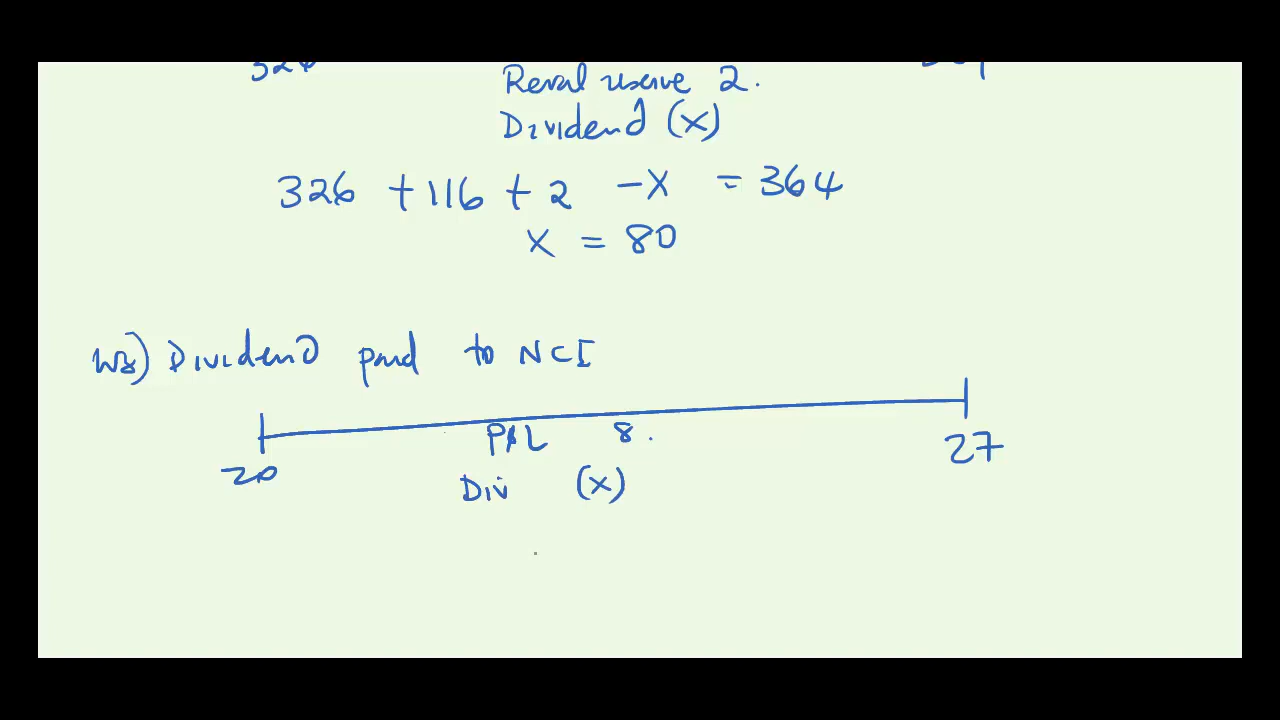 Reval reserve 2.
Dividend (x)
326 +116 + 2 -x = 364
x = 80
W8) Dividend paid to NCI
20 P&L 8. 27
Div (x)